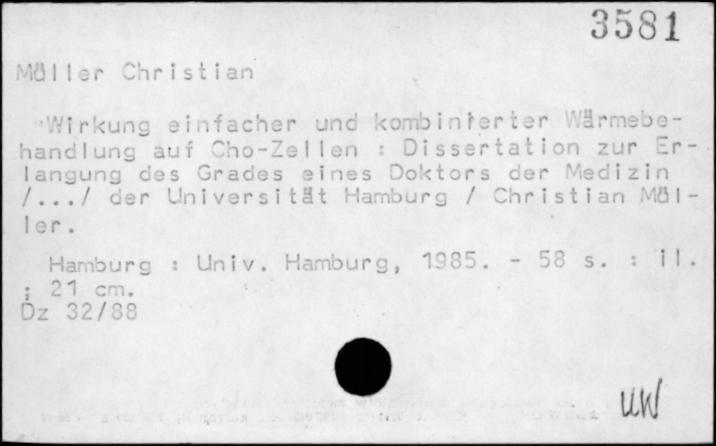 3581
Müller Christian
Wirkung einfacher und kombinierter Wärmebe-
handlung auf Cho-Zellen : Dissertation zur Er-
langung des Grades eines Doktors der Medizin
/.../ der Universität Hamburg / Christian Mül-
ler.
Hamburg : Univ. Hamburg, 1985. - 58 s. : il.
; 21 cm.
Dz 32/88
UW